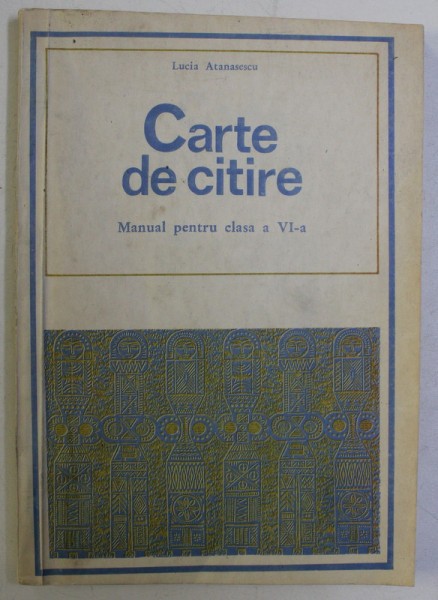 Lucia Atanasescu
Carte
de citire
Manual pentru clasa a VI-a